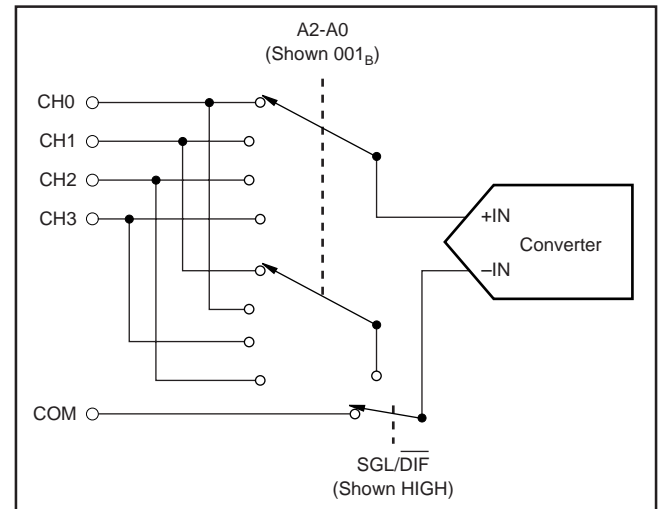 A2-A0
(Shown 001B)
CH0
CH1
CH2
CH3
+IN
Converter
–IN
COM
SGL/DIF
(Shown HIGH)